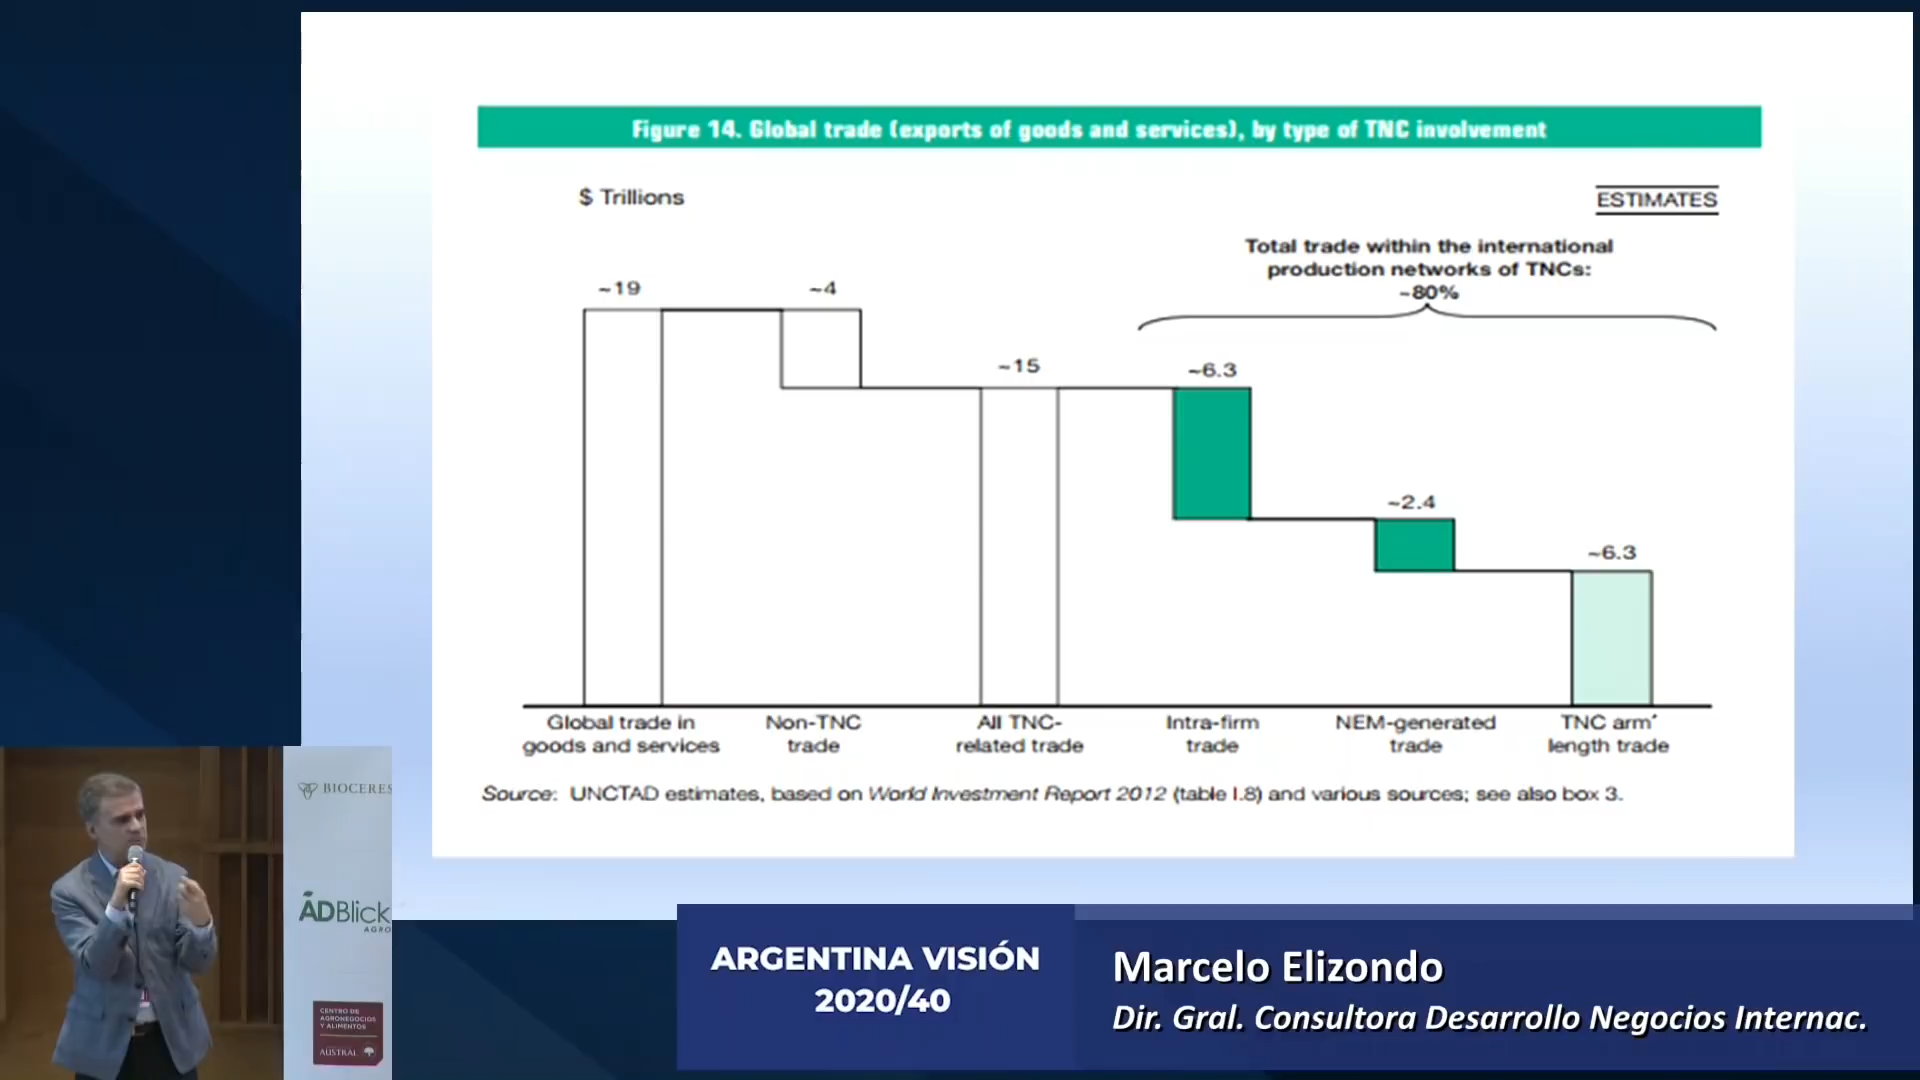 Figure 14. Global trade (exports of goods and services), by type of TNC involvement
$ Trillions
ESTIMATES
Total trade within the international
production networks of TNCs:
~80%
~19
~4
~15
~6.3
~2.4
~6.3
Global trade in
goods and services
Non-TNC
trade
All TNC-
related trade
Intra-firm
trade
NEM-generated
trade
TNC arm'
length trade
Source: UNCTAD estimates, based on World Investment Report 2012 (table I.8) and various sources; see also box 3.
BIOCERES
ADBlick
AGRO
CENTRO DE
AGRONEGOCIOS
Y ALIMENTOS
AUSTRAL
ARGENTINA VISIÓN
2020/40
Marcelo Elizondo
Dir. Gral. Consultora Desarrollo Negocios Internac.